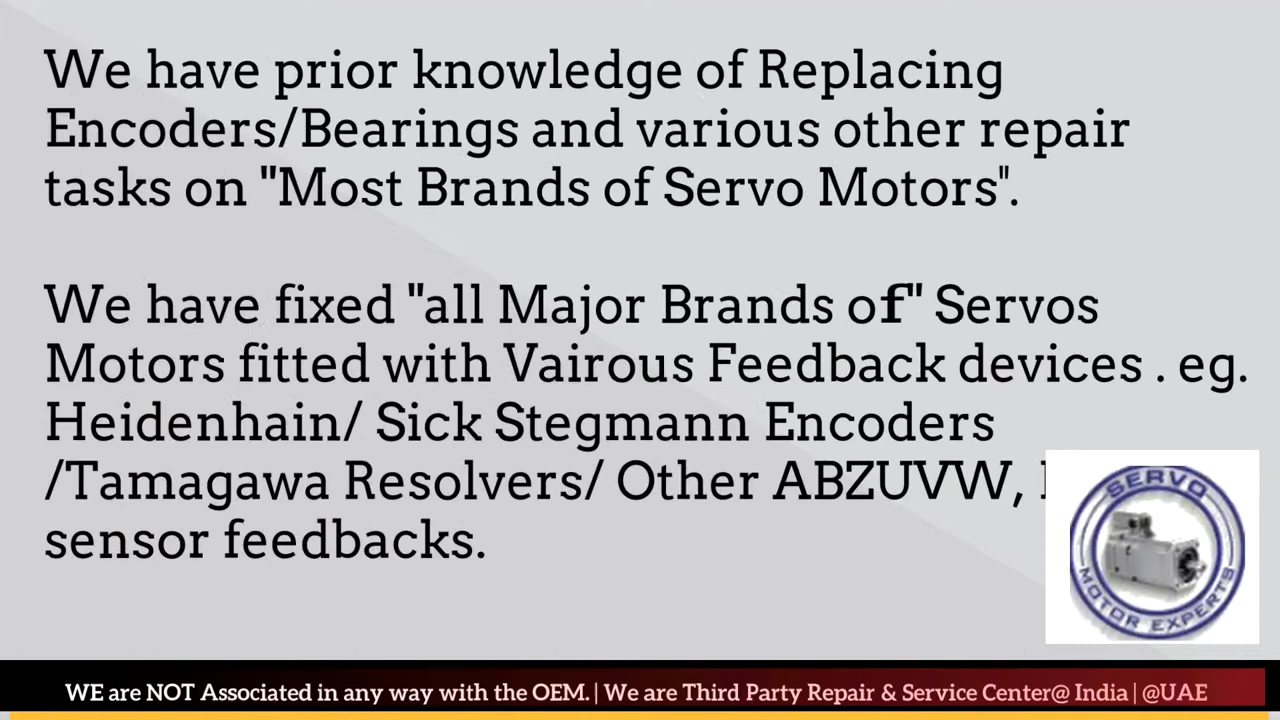 We have prior knowledge of Replacing
Encoders/Bearings and various other repair
tasks on "Most Brands of Servo Motors".
We have fixed "all Major Brands of" Servos
Motors fitted with Vairous Feedback devices . eg.
Heidenhain/ Sick Stegmann Encoders
/Tamagawa Resolvers/ Other ABZUVW,
sensor feedbacks.
SERVO
MOTOR EXPERTS
WE are NOT Associated in any way with the OEM. | We are Third Party Repair & Service Center@ India | @UAE